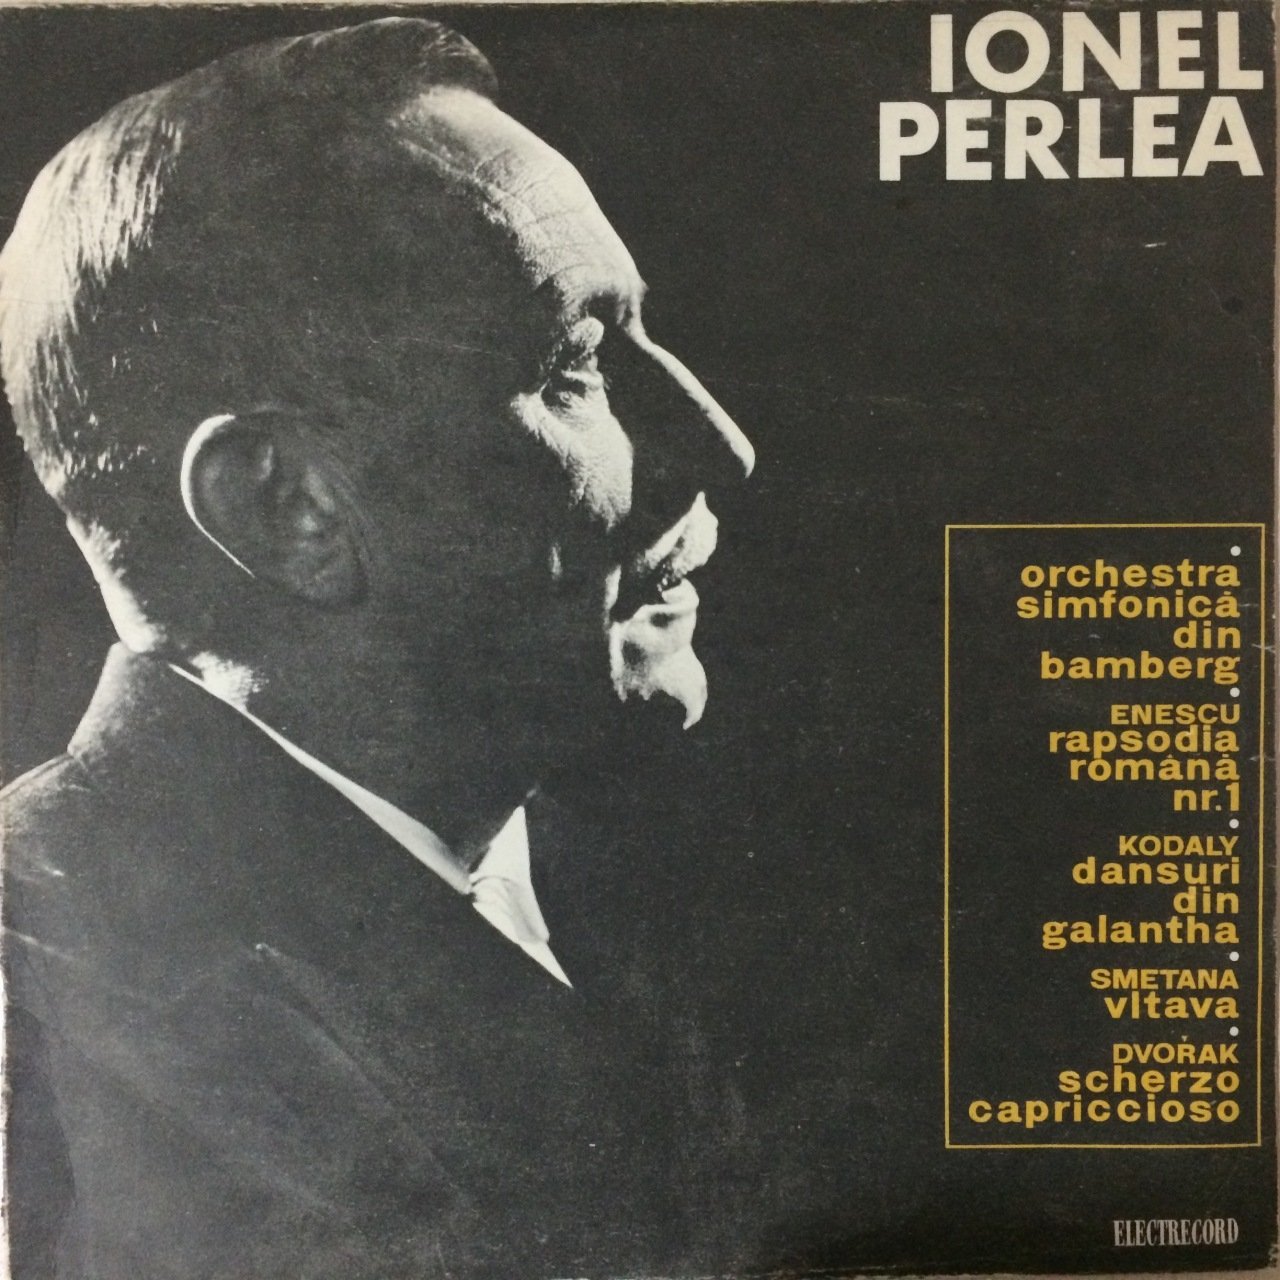 IONEL
PERLEA
orchestra
simfonică
din
bamberg
ENESCU
rapsodia
română
nr.1
KODALY
dansuri
din
galantha
SMETANA
vltava
DVOŘAK
scherzo
capriccioso
ELECTRECORD